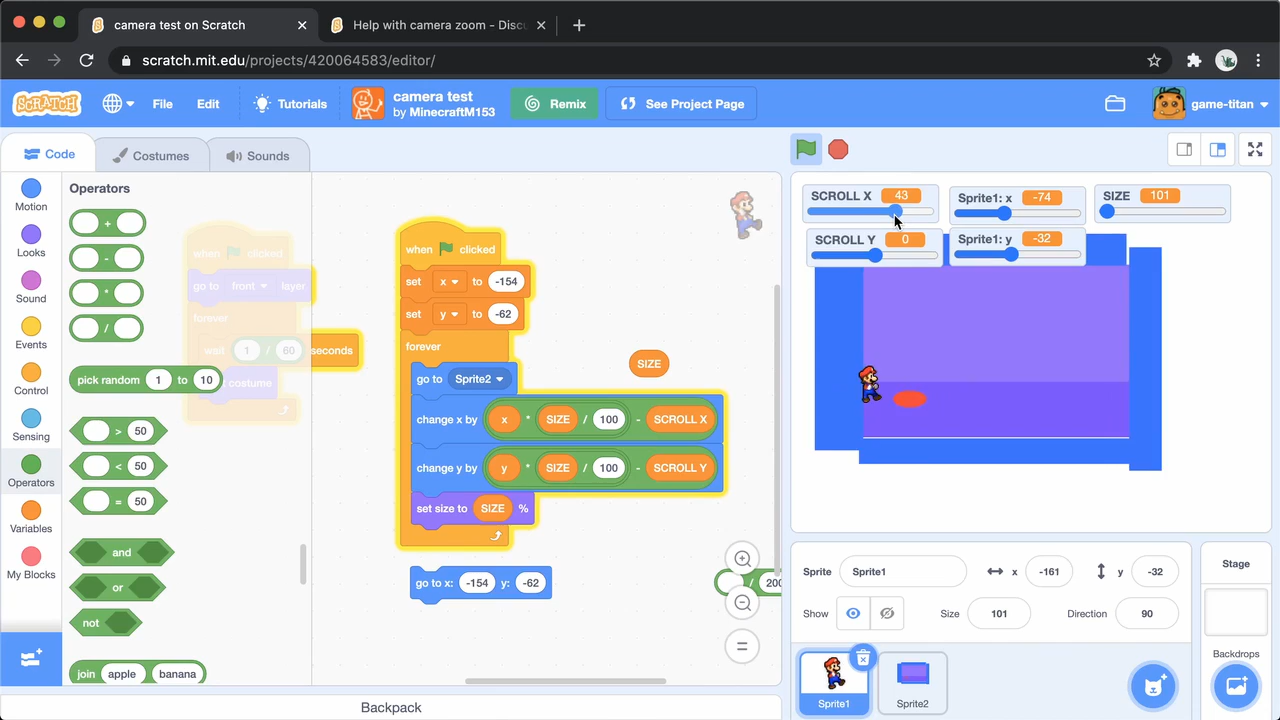 camera test on Scratch
Help with camera zoom - Discu
scratch.mit.edu/projects/420064583/editor/
SCRATCH
File
Edit
Tutorials
camera test
by MinecraftM153
Remix
See Project Page
game-titan
Code
Costumes
Sounds
Motion
Looks
Sound
Events
Control
Sensing
Operators
Variables
My Blocks
Operators
+
-
*
/
pick random 1 to 10
> 50
< 50
= 50
and
or
not
join apple banana
when clicked
go to front layer
forever
wait 1 / 60 seconds
costume
when clicked
set x to -154
set y to -62
forever
go to Sprite2
change x by x * SIZE / 100 - SCROLL X
change y by y * SIZE / 100 - SCROLL Y
set size to SIZE %
go to x: -154 y: -62
SIZE
/ 200
Backpack
SCROLL X 43
Sprite1: x -74
SIZE 101
SCROLL Y 0
Sprite1: y -32
Sprite Sprite1 x -161 y -32
Show Size 101 Direction 90
Sprite1
Sprite2
Stage
Backdrops